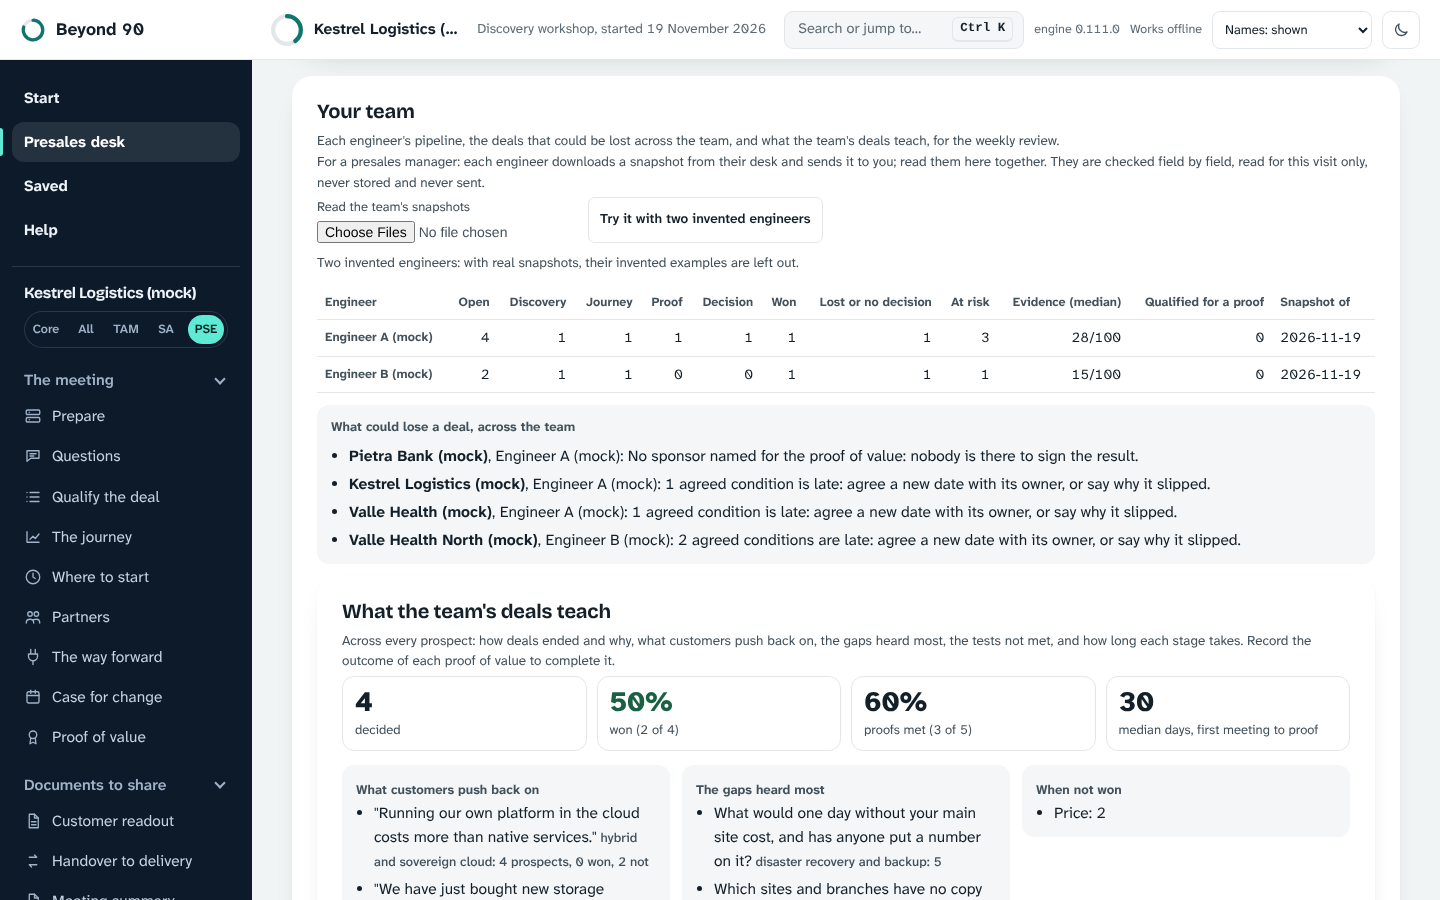 Beyond 90
Kestrel Logistics (...
Discovery workshop, started 19 November 2026
Search or jump to...
Ctrl K
engine 0.111.0
Works offline
Names: shown
Start
Presales desk
Saved
Help
Kestrel Logistics (mock)
Core All TAM SA PSE
The meeting
Prepare
Questions
Qualify the deal
The journey
Where to start
Partners
The way forward
Case for change
Proof of value
Documents to share
Customer readout
Handover to delivery
Meeting summary
Your team
Each engineer's pipeline, the deals that could be lost across the team, and what the team's deals teach, for the weekly review.
For a presales manager: each engineer downloads a snapshot from their desk and sends it to you; read them here together. They are checked field by field, read for this visit only,
never stored and never sent.
Read the team's snapshots
Choose Files No file chosen
Try it with two invented engineers
Two invented engineers: with real snapshots, their invented examples are left out.
Engineer Open Discovery Journey Proof Decision Won Lost or no decision At risk Evidence (median) Qualified for a proof Snapshot of
Engineer A (mock) 4 1 1 1 1 1 1 3 28/100 0 2026-11-19
Engineer B (mock) 2 1 1 0 0 1 1 1 15/100 0 2026-11-19
What could lose a deal, across the team
• Pietra Bank (mock), Engineer A (mock): No sponsor named for the proof of value: nobody is there to sign the result.
• Kestrel Logistics (mock), Engineer A (mock): 1 agreed condition is late: agree a new date with its owner, or say why it slipped.
• Valle Health (mock), Engineer A (mock): 1 agreed condition is late: agree a new date with its owner, or say why it slipped.
• Valle Health North (mock), Engineer B (mock): 2 agreed conditions are late: agree a new date with its owner, or say why it slipped.
What the team's deals teach
Across every prospect: how deals ended and why, what customers push back on, the gaps heard most, the tests not met, and how long each stage takes. Record the
outcome of each proof of value to complete it.
4
decided
50%
won (2 of 4)
60%
proofs met (3 of 5)
30
median days, first meeting to proof
What customers push back on
• "Running our own platform in the cloud
costs more than native services." hybrid
and sovereign cloud: 4 prospects, 0 won, 2 not
• "We have just bought new storage
The gaps heard most
• What would one day without your main
site cost, and has anyone put a number
on it? disaster recovery and backup: 5
• Which sites and branches have no copy
When not won
• Price: 2